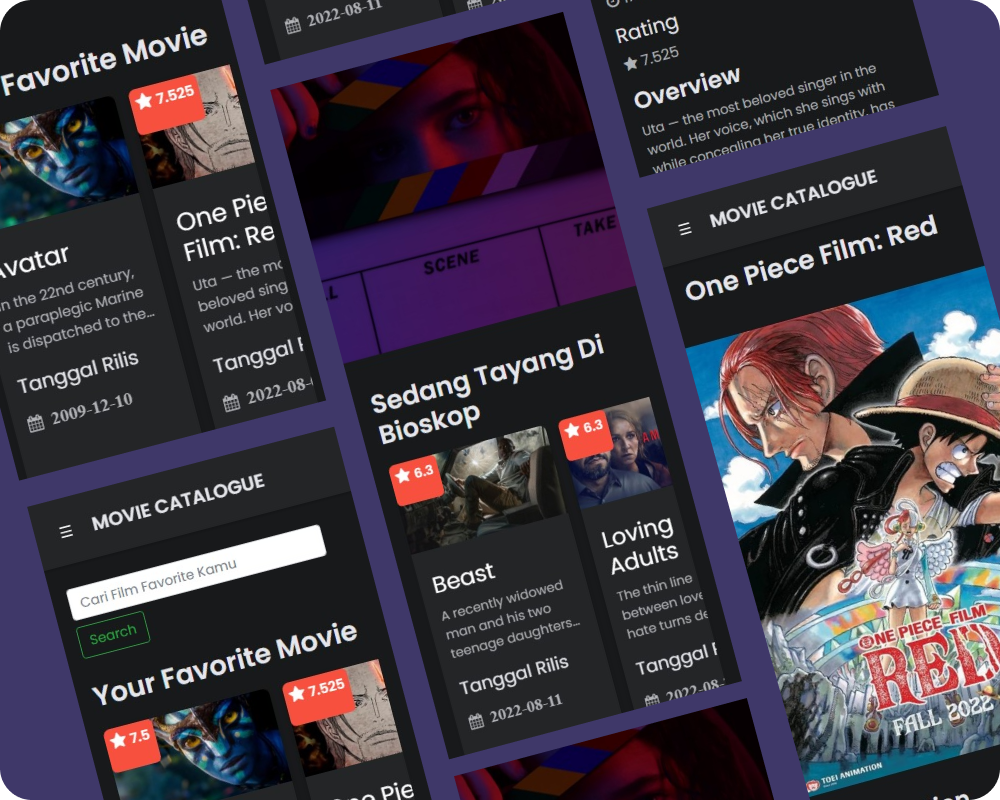 Favorite Movie
7.525
Avatar
In the 22nd century,
a paraplegic Marine
is dispatched to the...
Tanggal Rilis
2009-12-10
One Pie
Film: Re
Uta — the mo
beloved sing
world. Her vo
Tanggal
2022-08-
☰ MOVIE CATALOGUE
Cari Film Favorite Kamu
Search
Your Favorite Movie
7.5
7.525
One Pie
2022-08-11
SCENE
TAKE
Sedang Tayang Di
Bioskop
6.3
Beast
A recently widowed
man and his two
teenage daughters...
Tanggal Rilis
2022-08-11
6.3
Loving
Adults
The thin line
between love
hate turns de
Tanggal
2022-08-
Rating
7.525
Overview
Uta — the most beloved singer in the
world. Her voice, which she sings with
while concealing her true identity, has
☰ MOVIE CATALOGUE
One Piece Film: Red
ONE PIECE FILM
RED
FALL 2022
TOEI ANIMATION